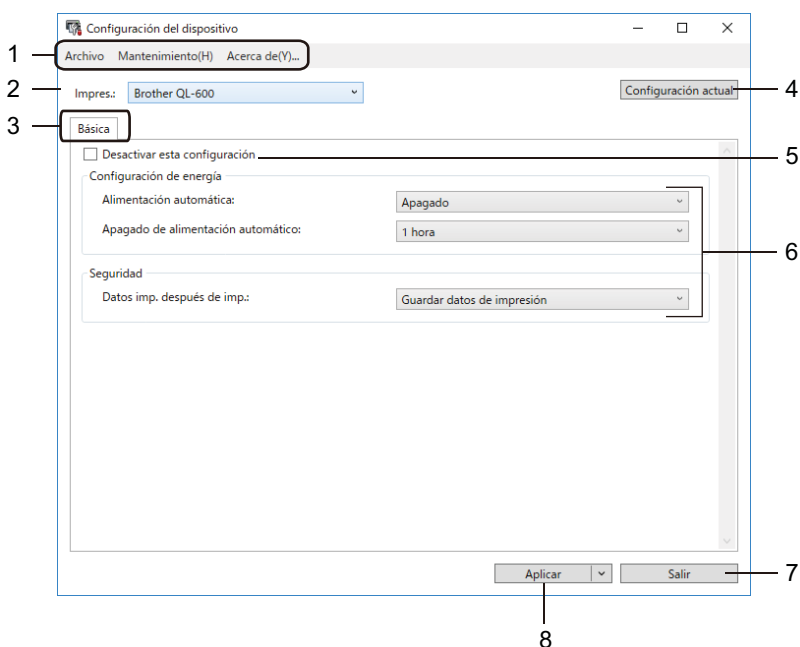 Configuración del dispositivo
1 Archivo Mantenimiento(H) Acerca de(Y)...
2 Impres.: Brother QL-600 Configuración actual 4
3 Básica
Desactivar esta configuración 5
Configuración de energía
Alimentación automática: Apagado
Apagado de alimentación automático: 1 hora
6
Seguridad
Datos imp. después de imp.: Guardar datos de impresión
Aplicar Salir 7
8